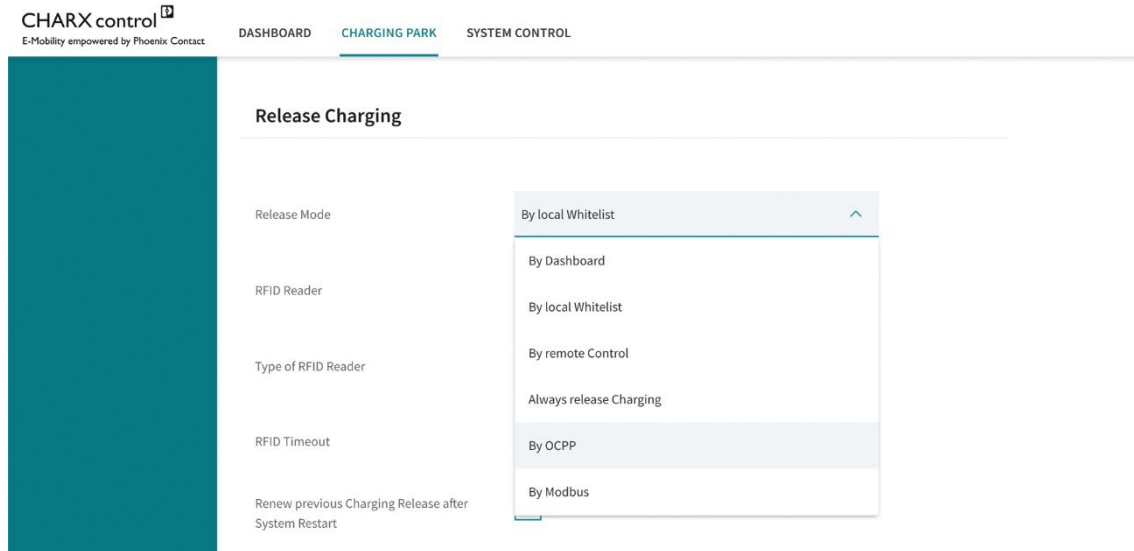 CHARX control
E-Mobility empowered by Phoenix Contact
DASHBOARD CHARGING PARK SYSTEM CONTROL
Release Charging
Release Mode
By local Whitelist
By Dashboard
RFID Reader
By local Whitelist
By remote Control
Type of RFID Reader
Always release Charging
RFID Timeout
By OCPP
By Modbus
Renew previous Charging Release after
System Restart